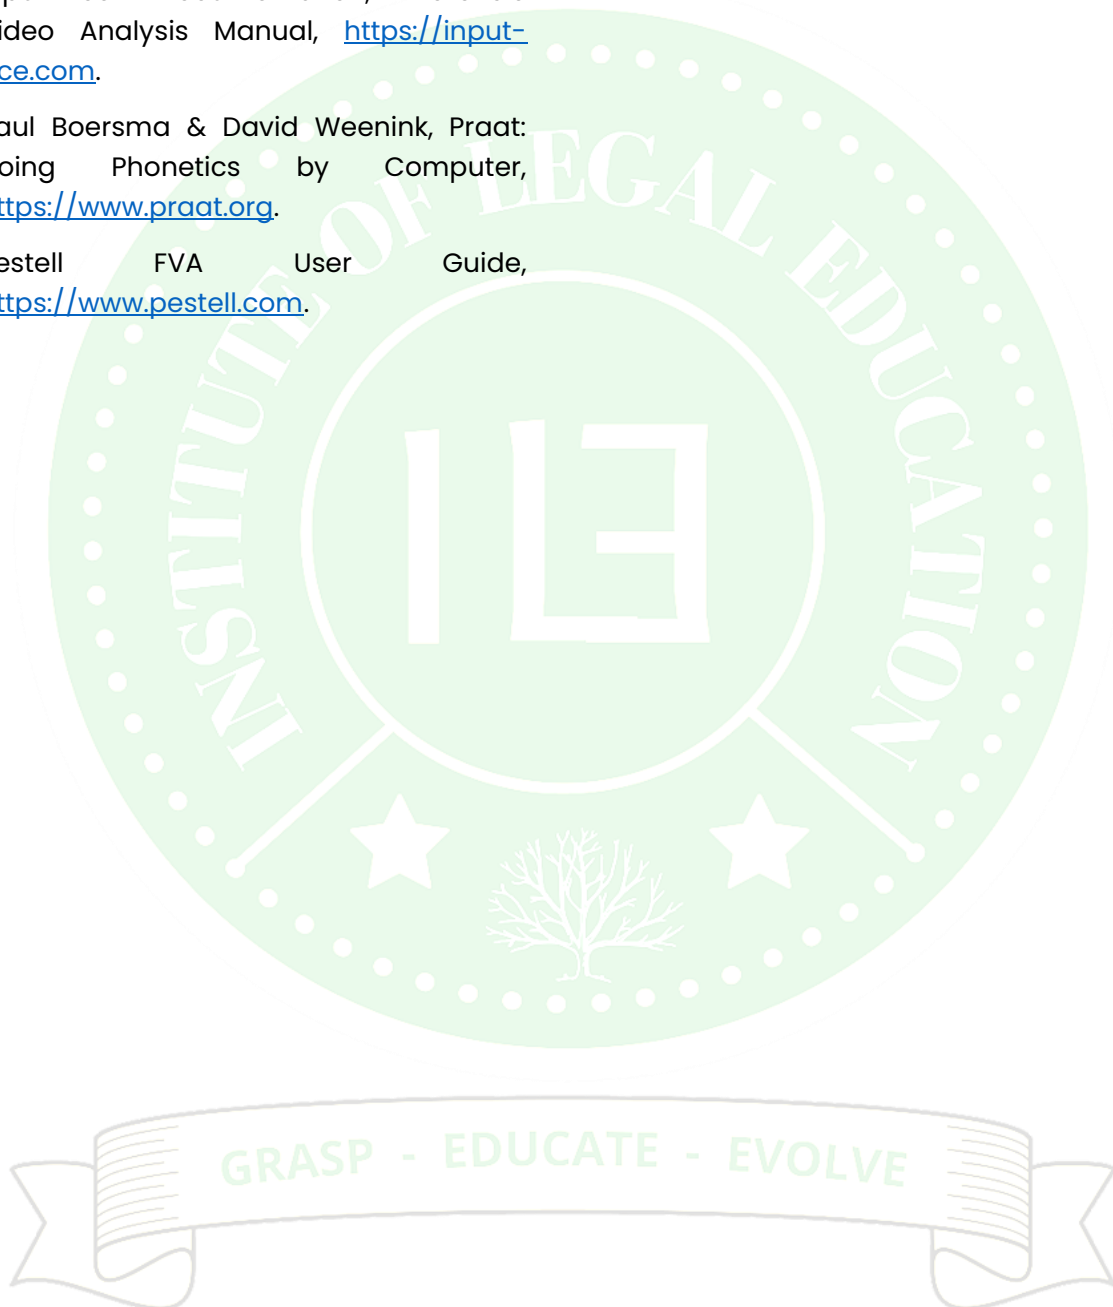 ideo Analysis Manual, https://input-
ce.com.
aul Boersma & David Weenink, Praat:
oing Phonetics by Computer,
ttps://www.praat.org.
estell FVA User Guide,
ttps://www.pestell.com.
INSTITUTE OF LEGAL EDUCATION
ILE
GRASP - EDUCATE - EVOLVE